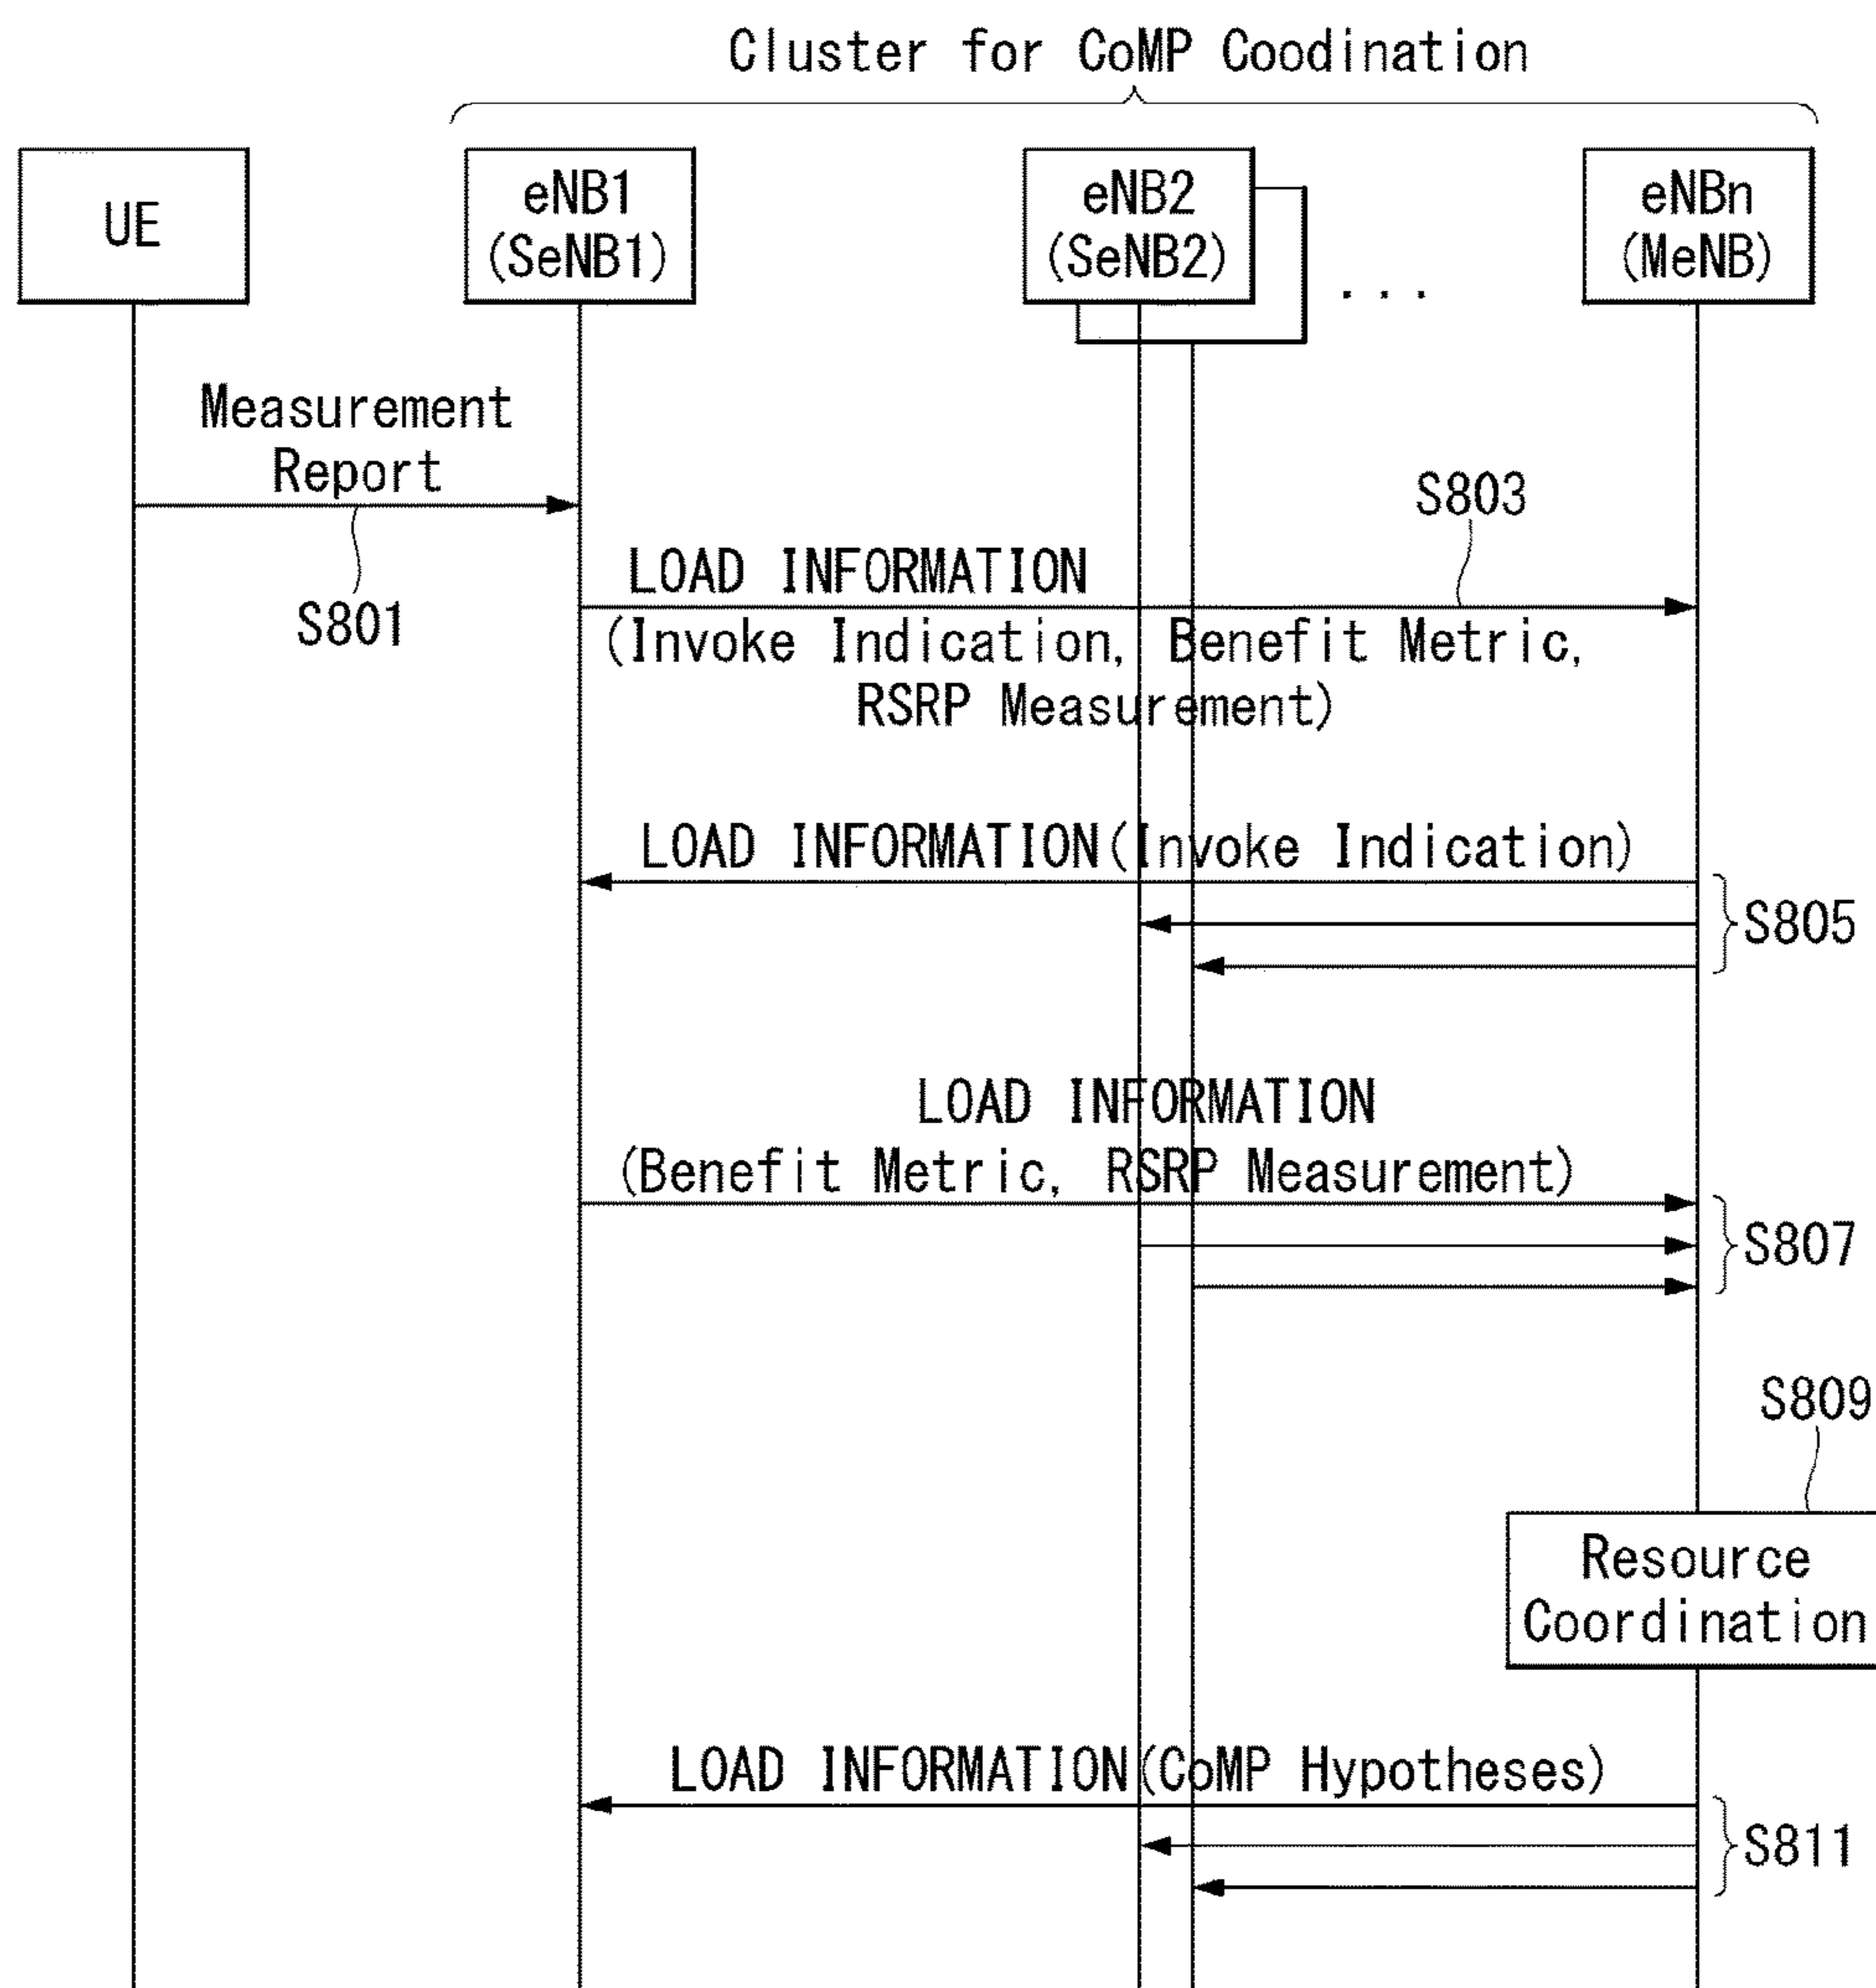 Cluster for CoMP Coodination
UE
eNB1
(SeNB1)
eNB2
(SeNB2)
...
eNBn
(MeNB)
Measurement
Report
S801
S803
LOAD INFORMATION
(Invoke Indication, Benefit Metric,
RSRP Measurement)
LOAD INFORMATION(Invoke Indication)
S805
LOAD INFORMATION
(Benefit Metric, RSRP Measurement)
S807
S809
Resource
Coordination
LOAD INFORMATION(CoMP Hypotheses)
S811